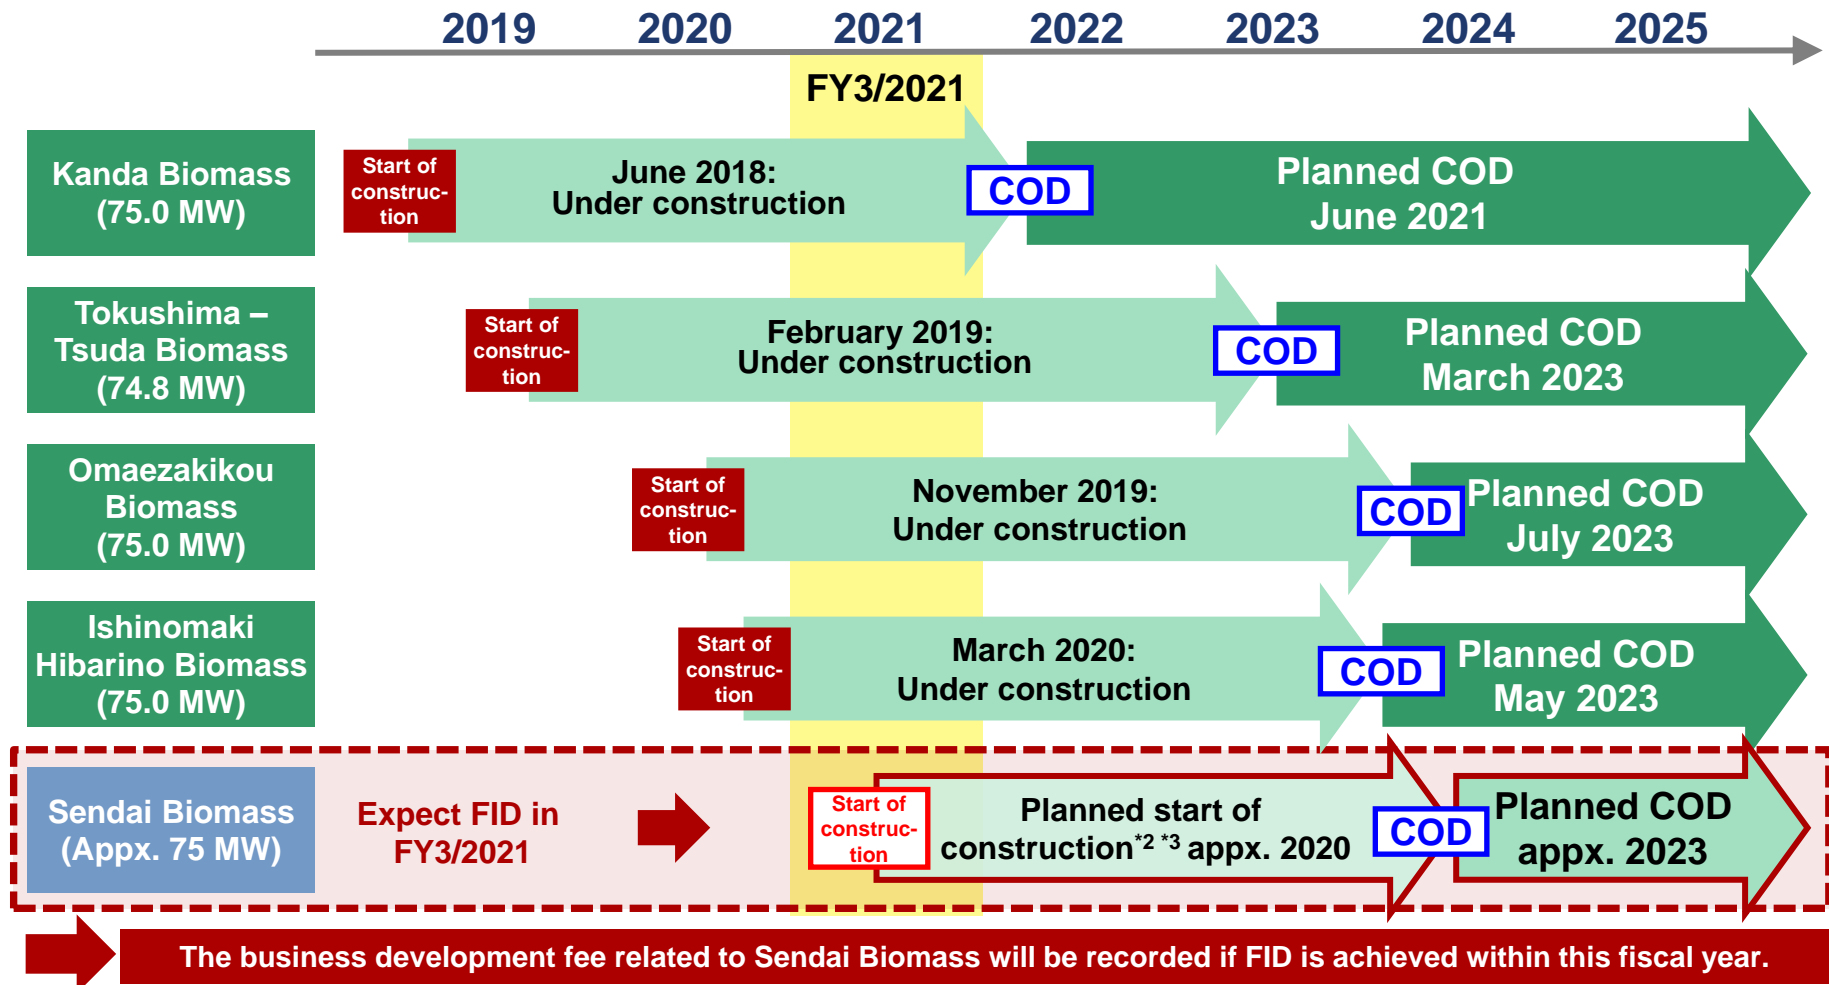 2019 2020 2021 2022 2023 2024 2025
FY3/2021
Kanda Biomass
(75.0 MW)
Start of
construc-
tion
June 2018:
Under construction
COD
Planned COD
June 2021
Tokushima –
Tsuda Biomass
(74.8 MW)
Start of
construc-
tion
February 2019:
Under construction
COD
Planned COD
March 2023
Omaezakikou
Biomass
(75.0 MW)
Start of
construc-
tion
November 2019:
Under construction
COD
Planned COD
July 2023
Ishinomaki
Hibarino Biomass
(75.0 MW)
Start of
construc-
tion
March 2020:
Under construction
COD
Planned COD
May 2023
Sendai Biomass
(Appx. 75 MW)
Expect FID in
FY3/2021
Start of
construc-
tion
Planned start of
construction*2 *3 appx. 2020
COD
Planned COD
appx. 2023
The business development fee related to Sendai Biomass will be recorded if FID is achieved within this fiscal year.